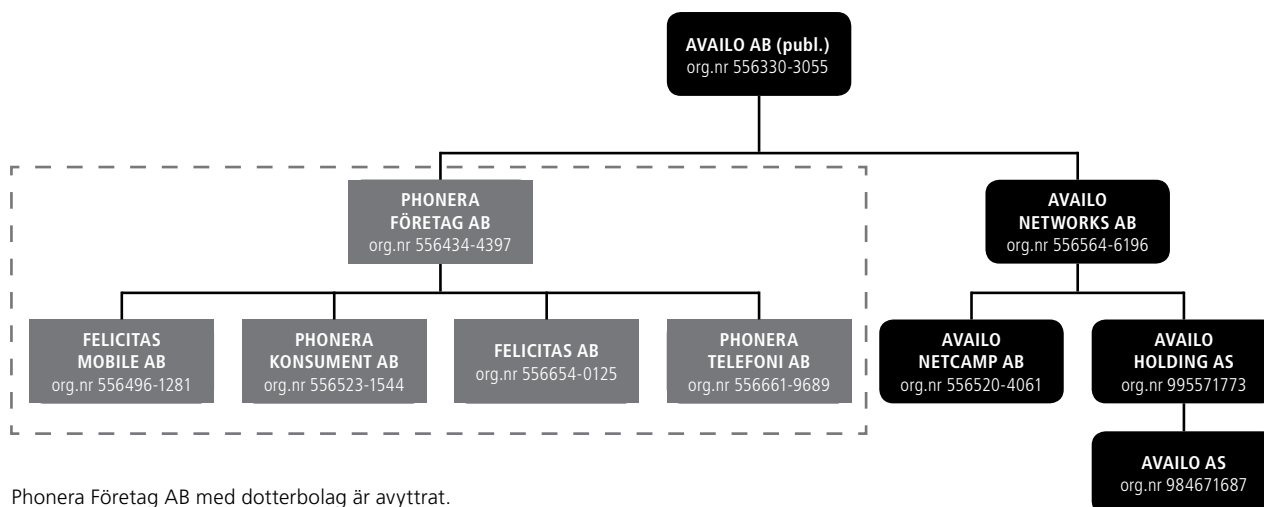 AVAILO AB (publ.)
org.nr 556330-3055
PHONERA
FÖRETAG AB
org.nr 556434-4397
AVAILO
NETWORKS AB
org.nr 556564-6196
FELICITAS
MOBILE AB
org.nr 556496-1281
PHONERA
KONSUMENT AB
org.nr 556523-1544
FELICITAS AB
org.nr 556654-0125
PHONERA
TELEFONI AB
org.nr 556661-9689
AVAILO
NETCAMP AB
org.nr 556520-4061
AVAILO
HOLDING AS
org.nr 995571773
AVAILO AS
org.nr 984671687
Phonera Företag AB med dotterbolag är avyttrat.